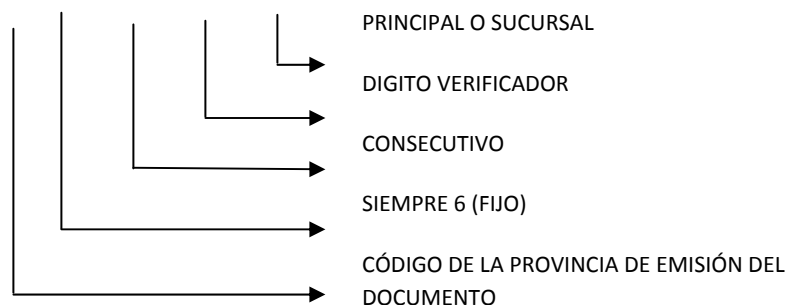 PRINCIPAL O SUCURSAL
DIGITO VERIFICADOR
CONSECUTIVO
SIEMPRE 6 (FIJO)
CÓDIGO DE LA PROVINCIA DE EMISIÓN DEL
DOCUMENTO